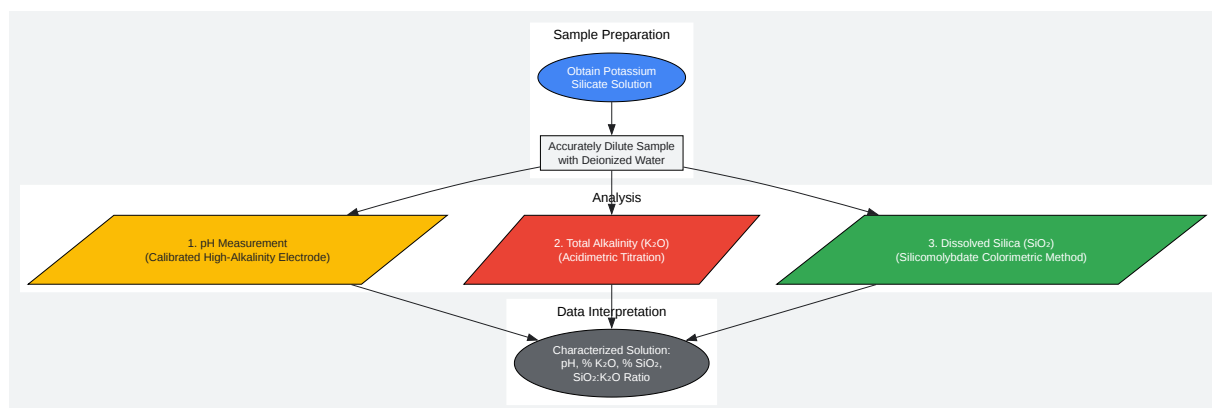 Sample Preparation
Obtain Potassium
Silicate Solution
Accurately Dilute Sample
with Deionized Water
Analysis
1. pH Measurement
(Calibrated High-Alkalinity Electrode)
2. Total Alkalinity (K₂O)
(Acidimetric Titration)
3. Dissolved Silica (SiO₂)
(Silicomolybdate Colorimetric Method)
Data Interpretation
Characterized Solution:
pH, % K₂O, % SiO₂,
SiO₂:K₂O Ratio